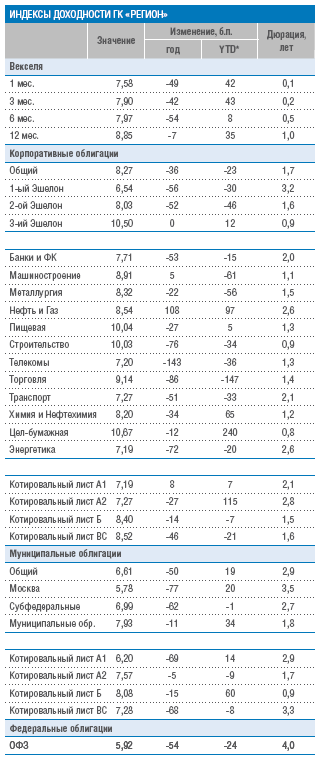 ИНДЕКСЫ ДОХОДНОСТИ ГК «РЕГИОН»
Значение Изменение, б.п. Дюрация, лет
год YTD*
Векселя
1 мес. 7,58 -49 42 0,1
3 мес. 7,90 -42 43 0,2
6 мес. 7,97 -54 8 0,5
12 мес. 8,85 -7 35 1,0
Корпоративные облигации
Общий 8,27 -36 -23 1,7
1-ый Эшелон 6,54 -56 -30 3,2
2-ой Эшелон 8,03 -52 -46 1,6
3-ий Эшелон 10,50 0 12 0,9
Банки и ФК 7,71 -53 -15 2,0
Машиностроение 8,91 5 -61 1,1
Металлургия 8,32 -22 -56 1,5
Нефть и Газ 8,54 108 97 2,6
Пищевая 10,04 -27 5 1,3
Строительство 10,03 -76 -34 0,9
Телекомы 7,20 -143 -36 1,3
Торговля 9,14 -86 -147 1,4
Транспорт 7,27 -51 -33 2,1
Химия и Нефтехимия 8,20 -34 65 1,2
Цел-бумажная 10,67 -12 240 0,8
Энергетика 7,19 -72 -20 2,6
Котировальный лист А1 7,19 8 7 2,1
Котировальный лист А2 7,27 -27 115 2,8
Котировальный лист Б 8,40 -14 -7 1,5
Котировальный лист ВС 8,52 -46 -21 1,6
Муниципальные облигации
Общий 6,61 -50 19 2,9
Москва 5,78 -77 20 3,5
Субфедеральные 6,99 -62 -1 2,7
Муниципальные обр. 7,93 -11 34 1,8
Котировальный лист А1 6,20 -69 14 2,9
Котировальный лист А2 7,57 -5 -9 1,7
Котировальный лист Б 8,08 -15 60 0,9
Котировальный лист ВС 7,28 -68 -8 3,3
Федеральные облигации
ОФЗ 5,92 -54 -24 4,0